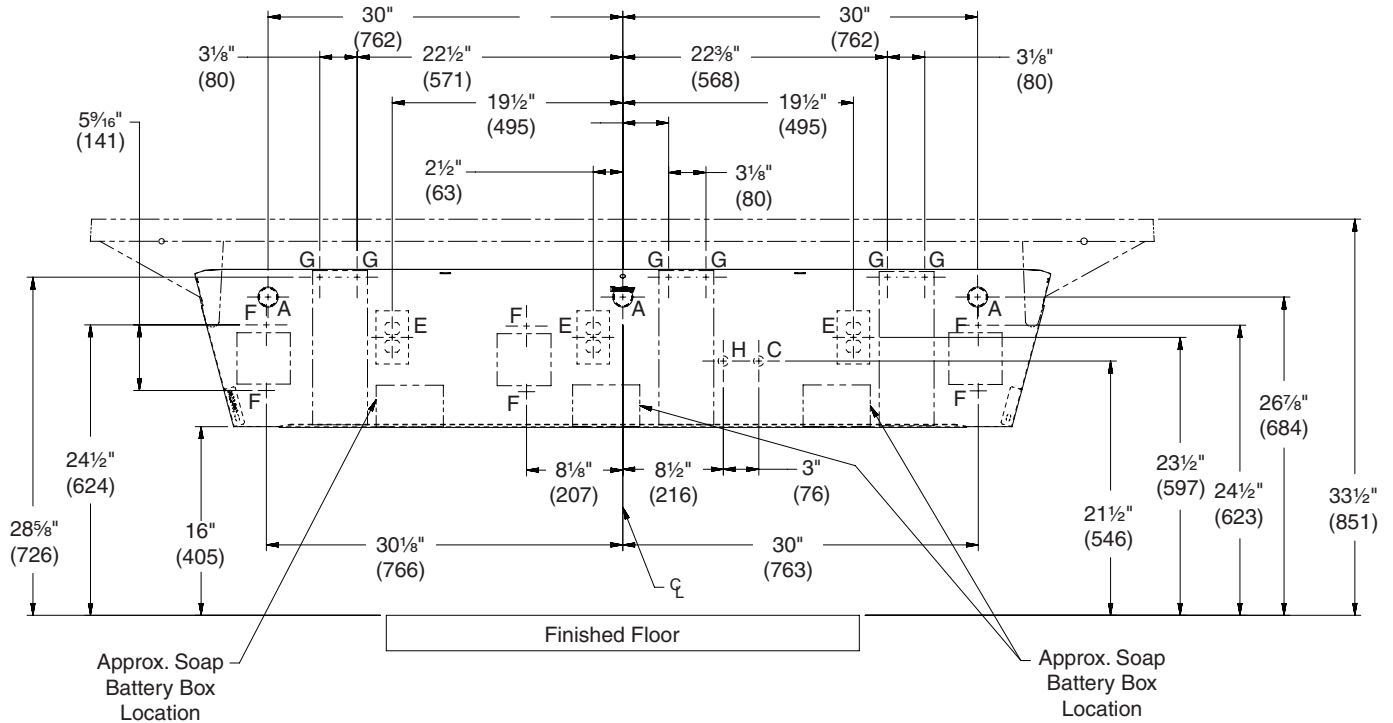 30" 30"
(762) (762)
3⅛" 22½" 22⅜" 3⅛"
(80) (571) (568) (80)
19½" 19½"
(495) (495)
5⁹⁄₁₆"
(141)
2½" 3⅛"
(63) (80)
G G G G G G
A A A
F F F
E E E
H C
F F F
8⅛" 8½" 3"
(207) (216) (76)
24½"
(624)
28⅝"
(726)
16"
(405)
26⅞"
(684)
23½"
(597)
24½"
(623)
33½"
(851)
21½"
(546)
30⅛" 30"
(766) (763)
℄
Finished Floor
Approx. Soap
Battery Box
Location
Approx. Soap
Battery Box
Location